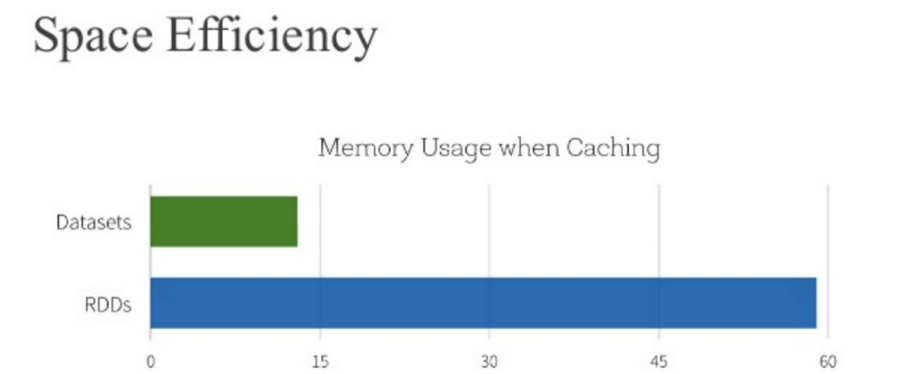 Space Efficiency
Memory Usage when Caching
Datasets
RDDs
0 15 30 45 60